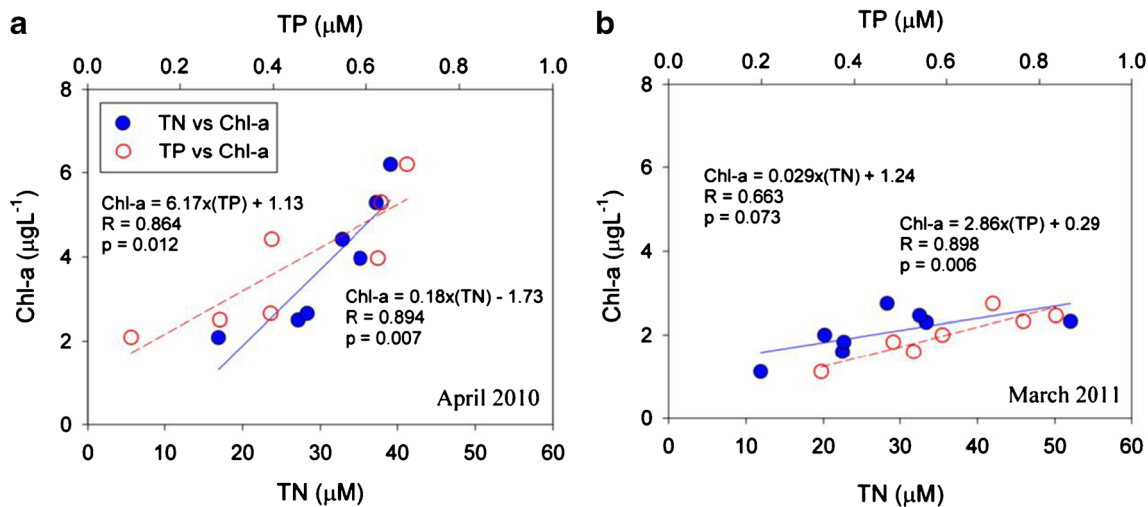 a
TP (μM)
0.0 0.2 0.4 0.6 0.8 1.0
8
6
4
2
0
Chl-a (μgL⁻¹)
TN vs Chl-a
TP vs Chl-a
Chl-a = 6.17x(TP) + 1.13
R = 0.864
p = 0.012
Chl-a = 0.18x(TN) - 1.73
R = 0.894
p = 0.007
April 2010
0 10 20 30 40 50 60
TN (μM)
b
TP (μM)
0.0 0.2 0.4 0.6 0.8 1.0
8
6
4
2
0
Chl-a (μgL⁻¹)
Chl-a = 0.029x(TN) + 1.24
R = 0.663
p = 0.073
Chl-a = 2.86x(TP) + 0.29
R = 0.898
p = 0.006
March 2011
0 10 20 30 40 50 60
TN (μM)